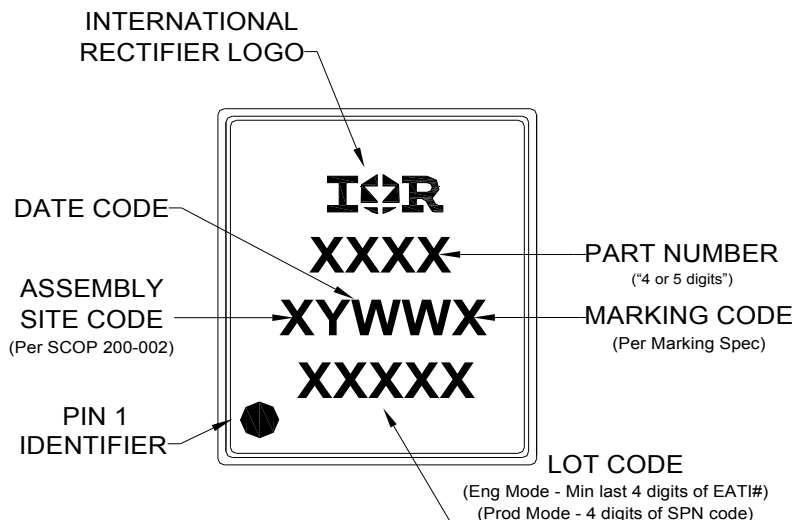 INTERNATIONAL
RECTIFIER LOGO
IOR
DATE CODE
XXXX
PART NUMBER
(“4 or 5 digits”)
ASSEMBLY
SITE CODE
(Per SCOP 200-002)
XYWWX
MARKING CODE
(Per Marking Spec)
XXXXX
PIN 1
IDENTIFIER
LOT CODE
(Eng Mode - Min last 4 digits of EATI#)
(Prod Mode - 4 digits of SPN code)